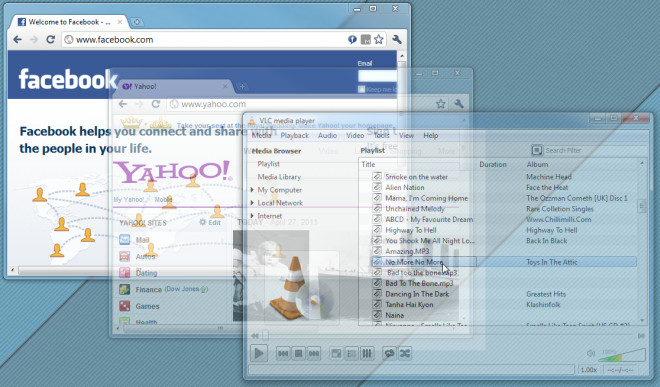 Welcome to Facebook - ...
www.facebook.com
facebook
Email
Keep me
Facebook helps you connect and share with
the people in your life.
Yahoo!
www.yahoo.com
Take your seat at the
YAHOO!
My Yahoo!
Mobile
YAHOO! SITES
Edit
TODAY - April 27, 2011
Mail
Autos
Dating
Finance (Dow Jones
Games
Health
VLC media player
Media Playback Audio Video Tools View Help
Media Browser
Playlist
Media Library
My Computer
Local Network
Internet
Playlist
Search Filter
Title Duration Album
Smoke on the water Machine Head
Alien Nation Face the Heat
Mama, I'm Coming Home The Ozzman Cometh [UK] Disc 1
Unchained Melody Rare Colletion Singles
ABCD - My Favourite Dream Www.Chillimili.Com
Highway To Hell Highway To Hell
You Shook Me All Night Lo... Back In Black
Amazing.MP3
No More No More Toys In The Attic
Bad too the bone.mp3
Bad To The Bone.mp3
Dancing In The Dark Greatest Hits
Tanha Hai Kyon Klashinfolk
Naina
1.00x --:--/--:--